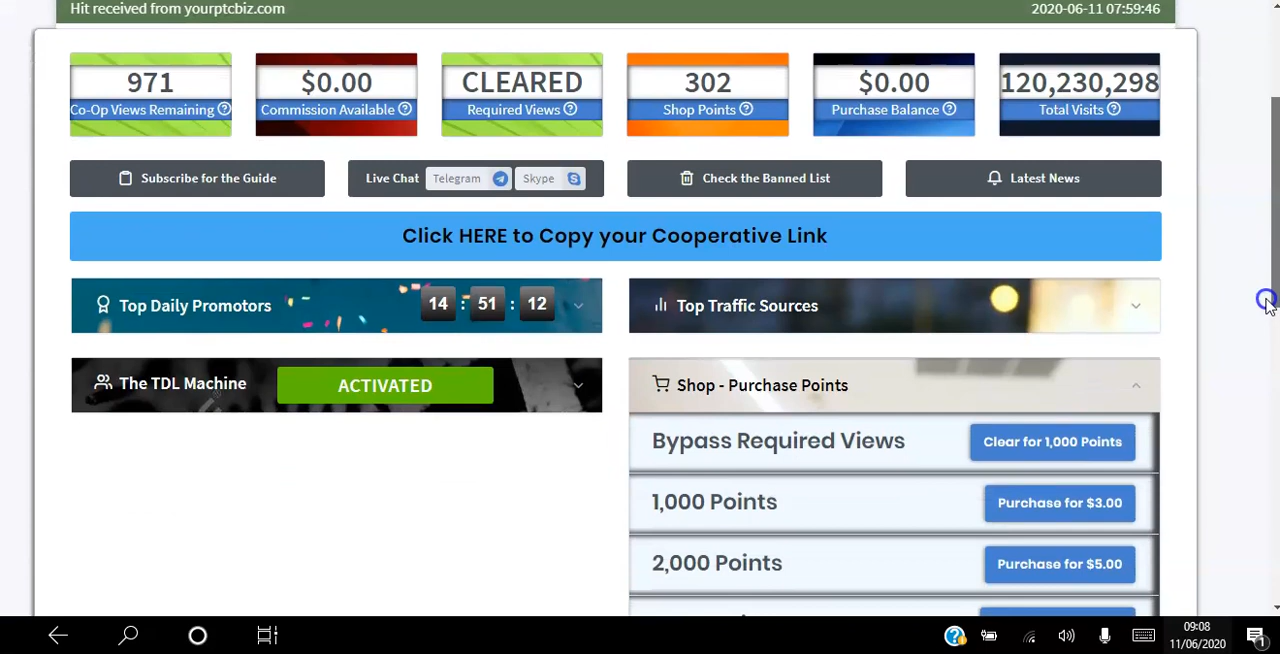 Hit received from yourptcbiz.com
2020-06-11 07:59:46
971
Co-Op Views Remaining
$0.00
Commission Available
CLEARED
Required Views
302
Shop Points
$0.00
Purchase Balance
120,230,298
Total Visits
Subscribe for the Guide
Live Chat Telegram Skype
Check the Banned List
Latest News
Click HERE to Copy your Cooperative Link
Top Daily Promotors 14 : 51 : 12
Top Traffic Sources
The TDL Machine ACTIVATED
Shop - Purchase Points
Bypass Required Views Clear for 1,000 Points
1,000 Points Purchase for $3.00
2,000 Points Purchase for $5.00
09:08
11/06/2020
1